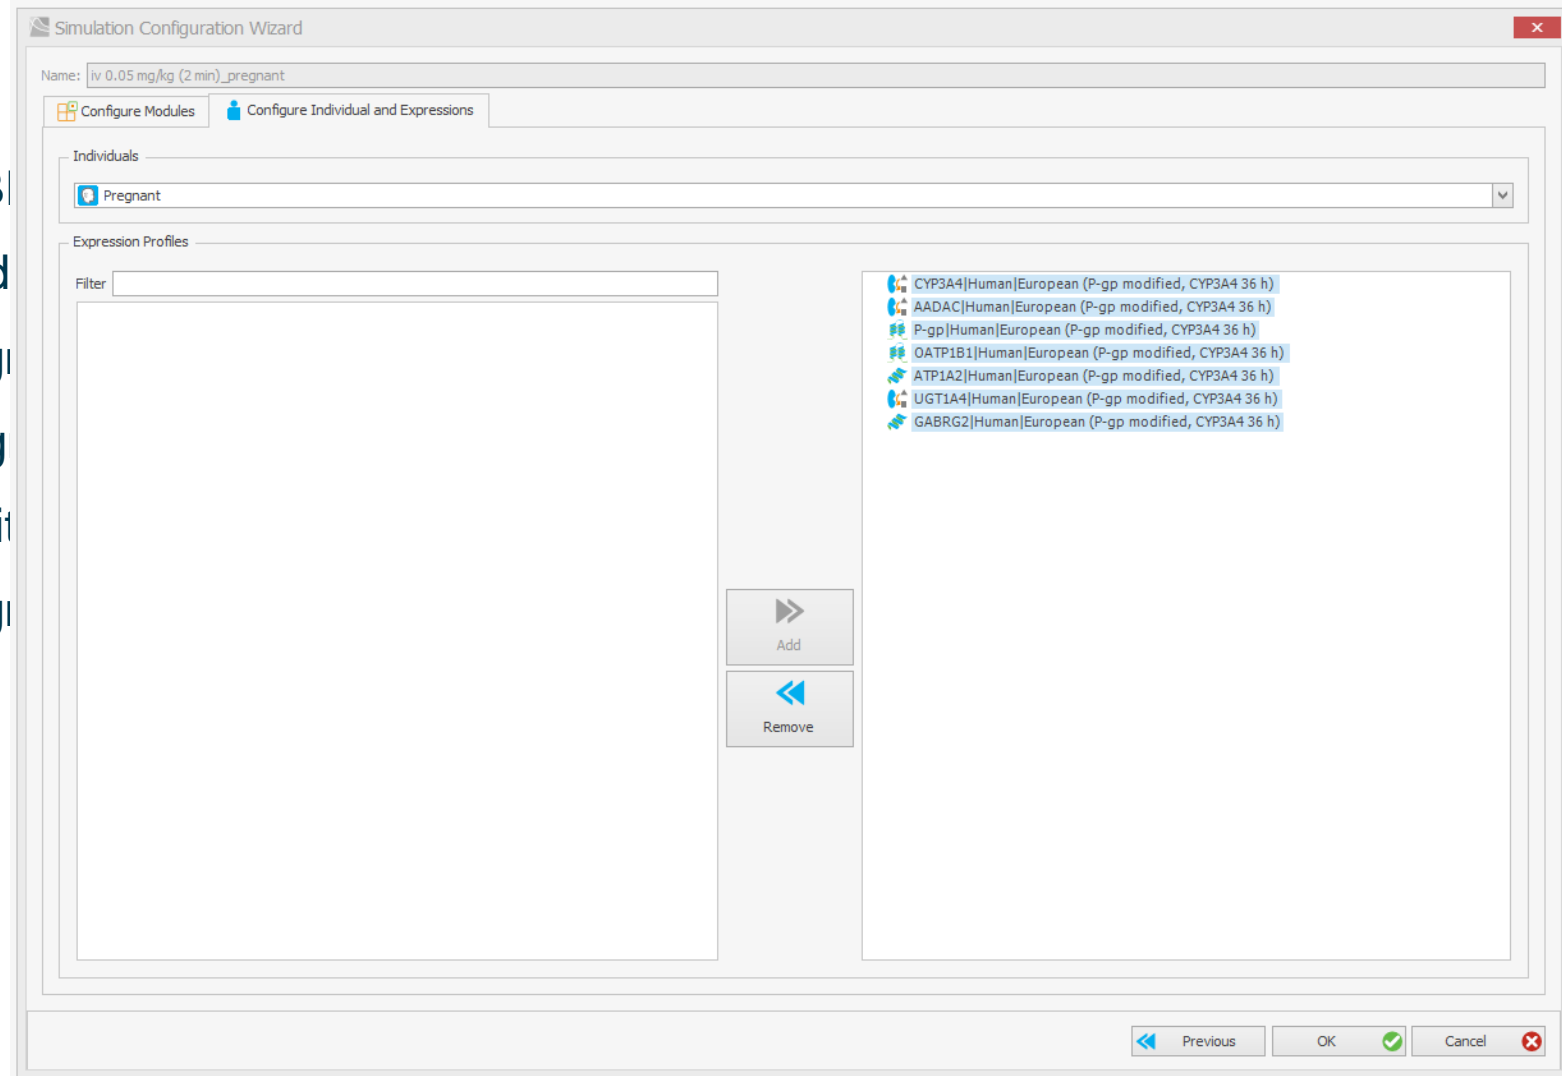 Simulation Configuration Wizard
Name: iv 0.05 mg/kg (2 min)_pregnant
Configure Modules
Configure Individual and Expressions
Individuals
Pregnant
Expression Profiles
Filter
CYP3A4|Human|European (P-gp modified, CYP3A4 36 h)
AADAC|Human|European (P-gp modified, CYP3A4 36 h)
P-gp|Human|European (P-gp modified, CYP3A4 36 h)
OATP1B1|Human|European (P-gp modified, CYP3A4 36 h)
ATP1A2|Human|European (P-gp modified, CYP3A4 36 h)
UGT1A4|Human|European (P-gp modified, CYP3A4 36 h)
GABRG2|Human|European (P-gp modified, CYP3A4 36 h)
Add
Remove
Previous
OK
Cancel